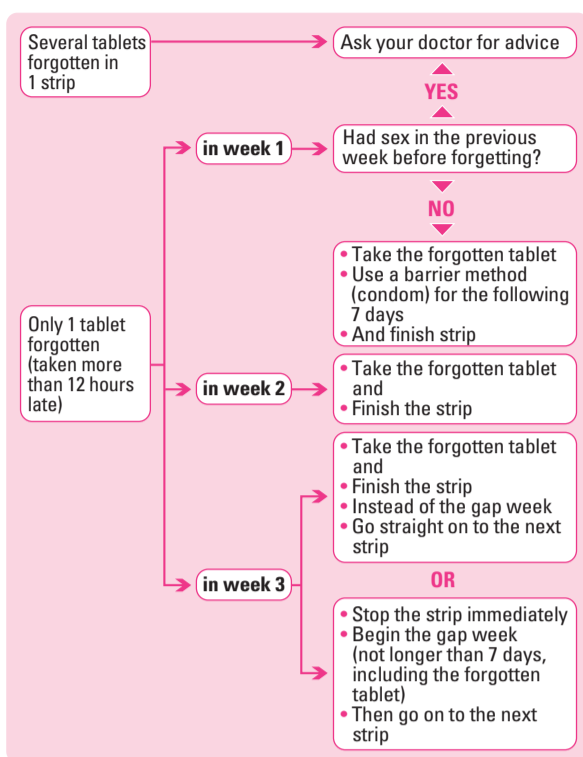 Several tablets
forgotten in
1 strip
Ask your doctor for advice
YES
in week 1
Had sex in the previous
week before forgetting?
NO
• Take the forgotten tablet
• Use a barrier method
(condom) for the following
7 days
• And finish strip
Only 1 tablet
forgotten
(taken more
than 12 hours
late)
in week 2
• Take the forgotten tablet
and
• Finish the strip
• Take the forgotten tablet
and
• Finish the strip
• Instead of the gap week
• Go straight on to the next
strip
in week 3
OR
• Stop the strip immediately
• Begin the gap week
(not longer than 7 days,
including the forgotten
tablet)
• Then go on to the next
strip